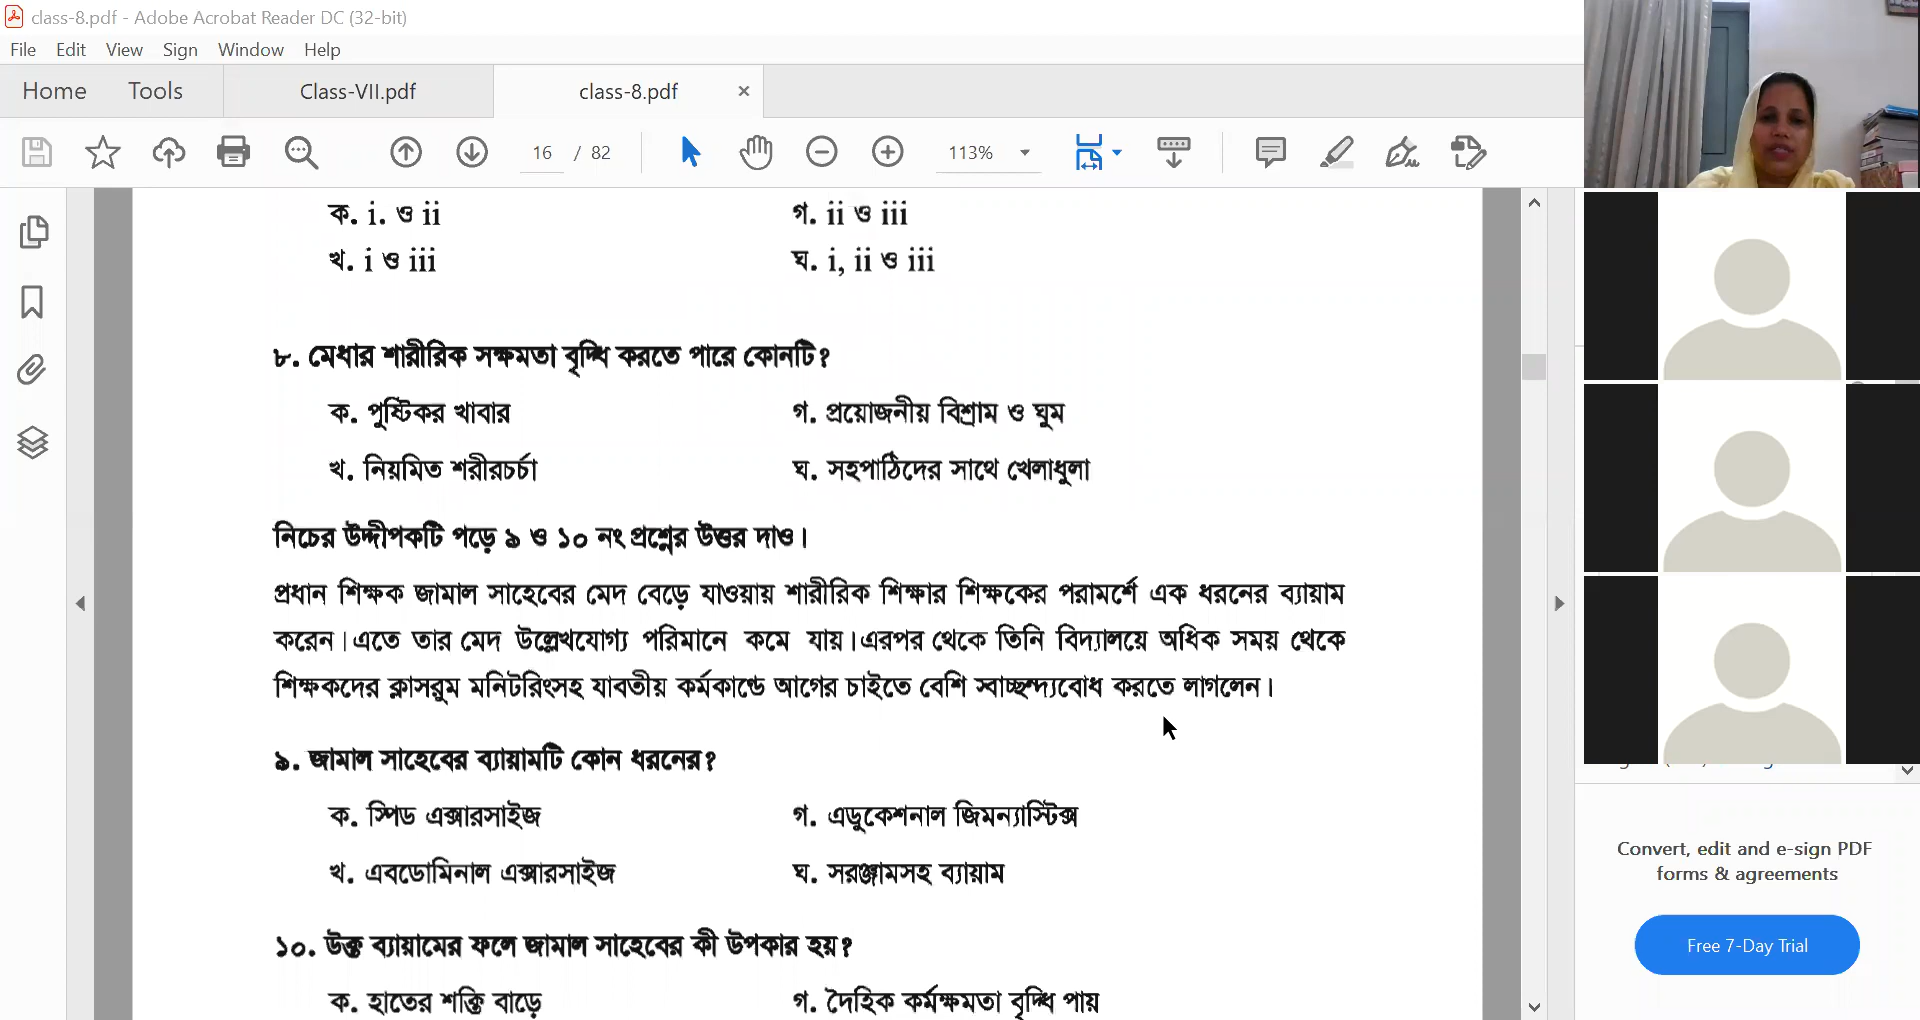 class-8.pdf - Adobe Acrobat Reader DC (32-bit)
File Edit View Sign Window Help
Home Tools Class-VII.pdf class-8.pdf ×
16 / 82 113%
ক. i. ও ii গ. ii ও iii
খ. i ও iii ঘ. i, ii ও iii
৮. মেধার শারীরিক সক্ষমতা বৃদ্ধি করতে পারে কোনটি?
ক. পুষ্টিকর খাবার গ. প্রয়োজনীয় বিশ্রাম ও ঘুম
খ. নিয়মিত শরীরচর্চা ঘ. সহপাঠিদের সাথে খেলাধুলা
নিচের উদ্দীপকটি পড়ে ৯ ও ১০ নং প্রশ্নের উত্তর দাও।
প্রধান শিক্ষক জামাল সাহেবের মেদ বেড়ে যাওয়ায় শারীরিক শিক্ষার শিক্ষকের পরামর্শে এক ধরনের ব্যায়াম
করেন।এতে তার মেদ উল্লেখযোগ্য পরিমানে কমে যায়।এরপর থেকে তিনি বিদ্যালয়ে অধিক সময় থেকে
শিক্ষকদের ক্লাসরুম মনিটরিংসহ যাবতীয় কর্মকান্ডে আগের চাইতে বেশি স্বাচ্ছন্দ্যবোধ করতে লাগলেন।
৯. জামাল সাহেবের ব্যায়ামটি কোন ধরনের?
ক. স্পিড এক্সারসাইজ গ. এডুকেশনাল জিমন্যাস্টিক্স
খ. এবডোমিনাল এক্সারসাইজ ঘ. সরঞ্জামসহ ব্যায়াম
১০. উক্ত ব্যায়ামের ফলে জামাল সাহেবের কী উপকার হয়?
ক. হাতের শক্তি বাড়ে গ. দৈহিক কর্মক্ষমতা বৃদ্ধি পায়
Convert, edit and e-sign PDF
forms & agreements
Free 7-Day Trial